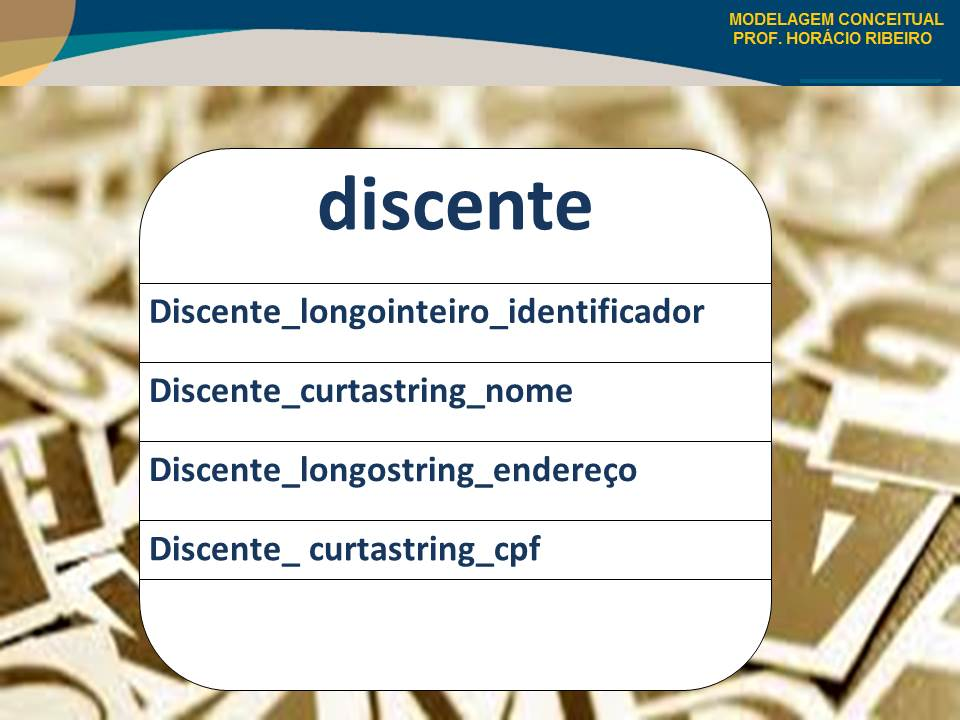 MODELAGEM CONCEITUAL
PROF. HORÁCIO RIBEIRO
discente
Discente_longointeiro_identificador
Discente_curtastring_nome
Discente_longostring_endereço
Discente_ curtastring_cpf